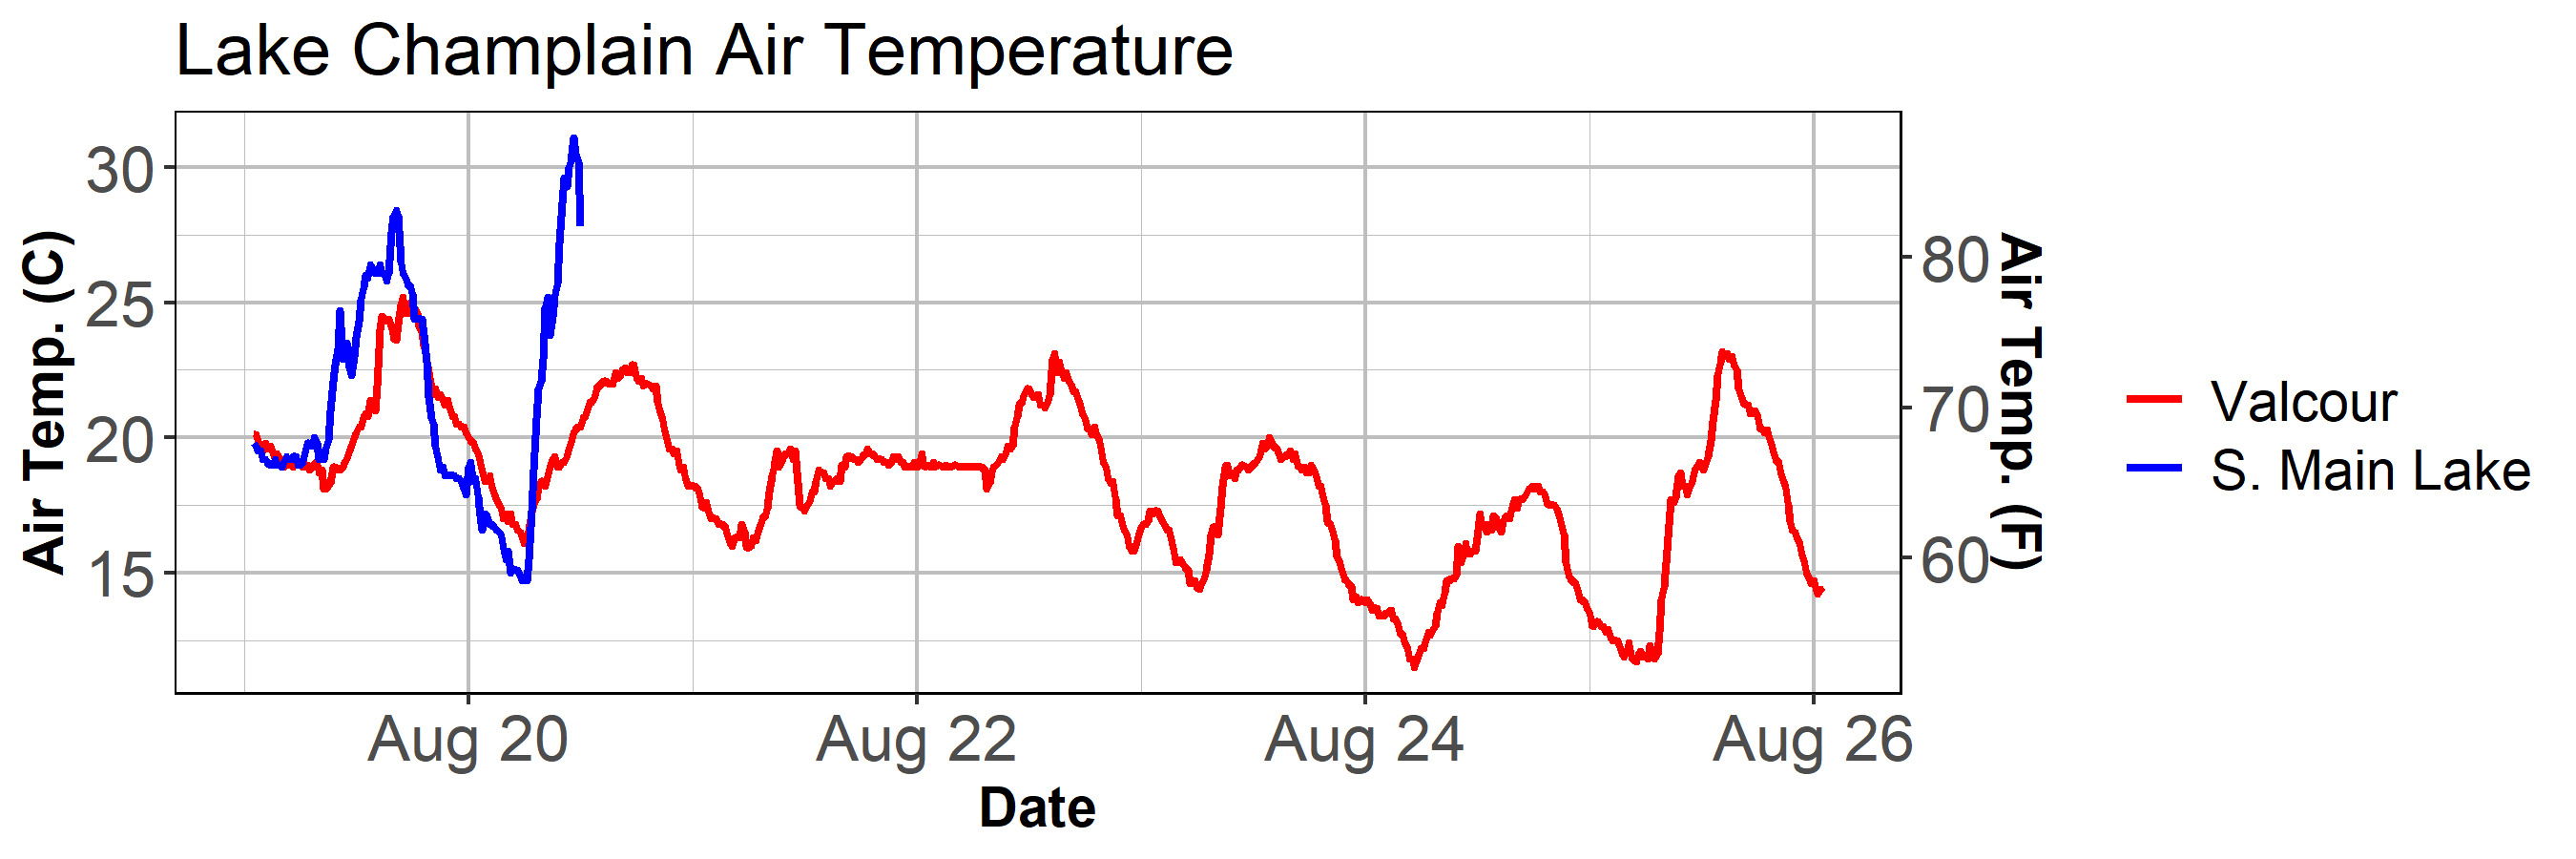 Lake Champlain Air Temperature
Air Temp. (C)
30
25
20
15
80
70
60
Air Temp. (F)
Aug 20
Aug 22
Aug 24
Aug 26
Date
Valcour
S. Main Lake